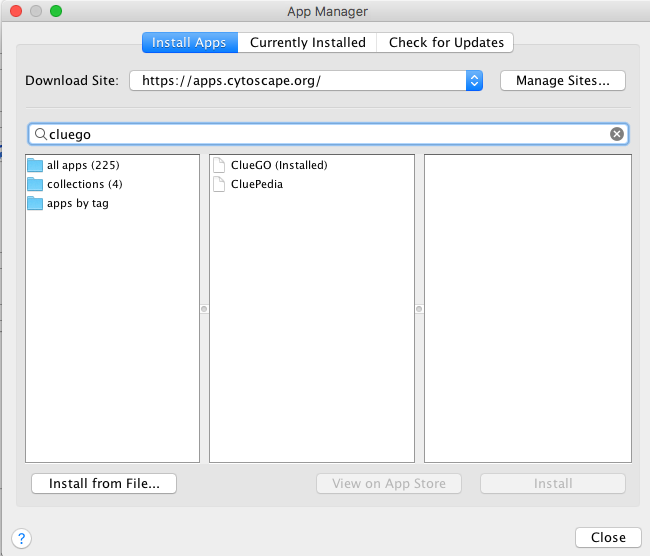 App Manager
Install Apps Currently Installed Check for Updates
Download Site: https://apps.cytoscape.org/ Manage Sites...
cluego
all apps (225) ClueGO (Installed)
collections (4) CluePedia
apps by tag
Install from File... View on App Store Install
? Close